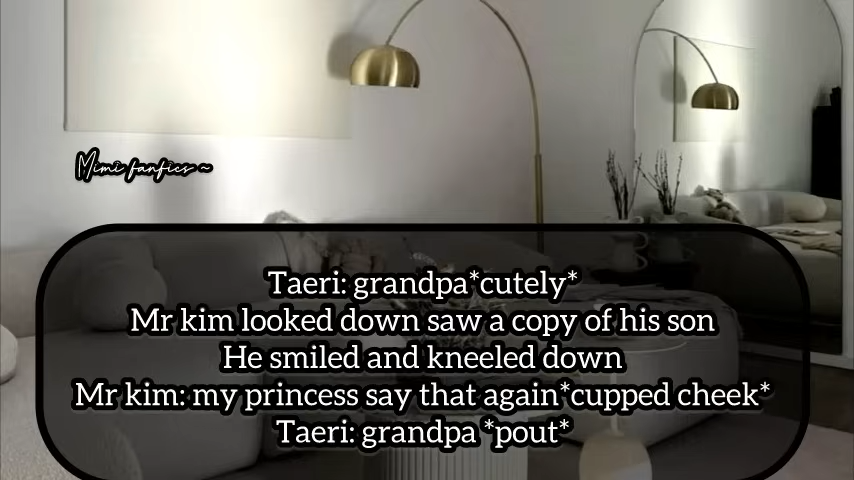 Mimi fanfics ~
Taeri: grandpa*cutely*
Mr kim looked down saw a copy of his son
He smiled and kneeled down
Mr kim: my princess say that again*cupped cheek*
Taeri: grandpa *pout*